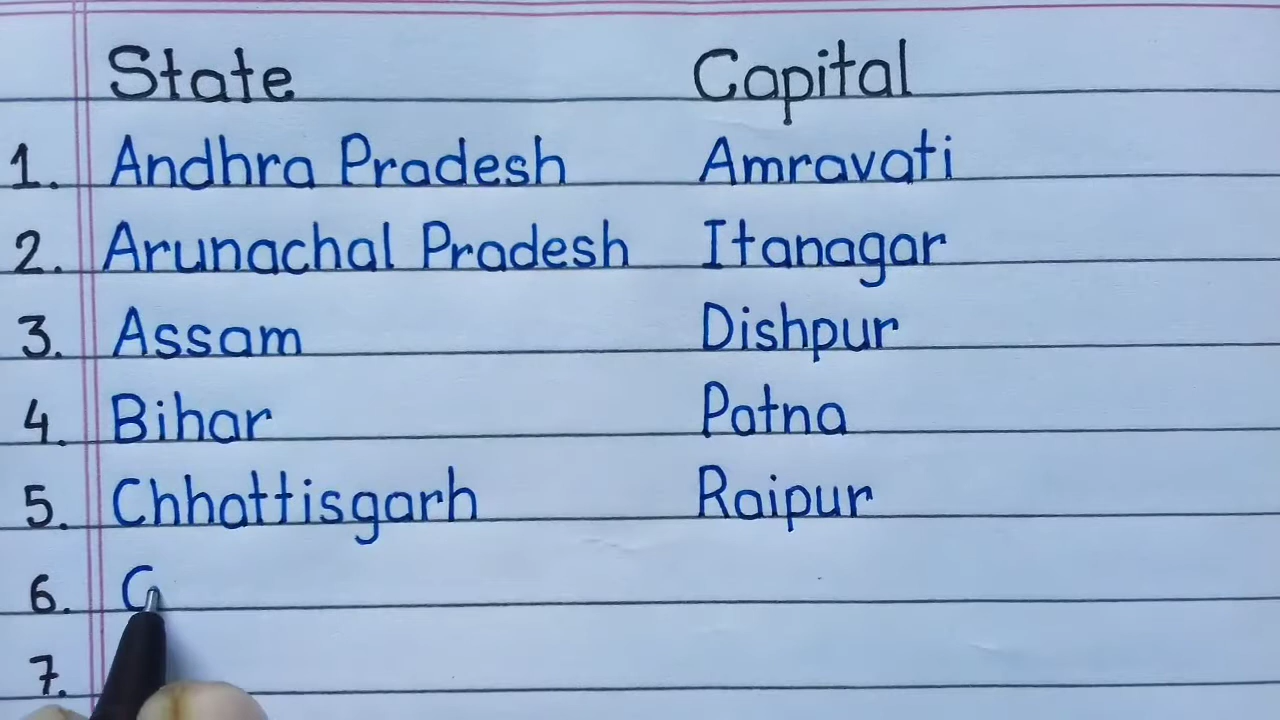 State Capital
1. Andhra Pradesh Amravati
2. Arunachal Pradesh Itanagar
3. Assam Dishpur
4. Bihar Patna
5. Chhattisgarh Raipur
6. G
7.